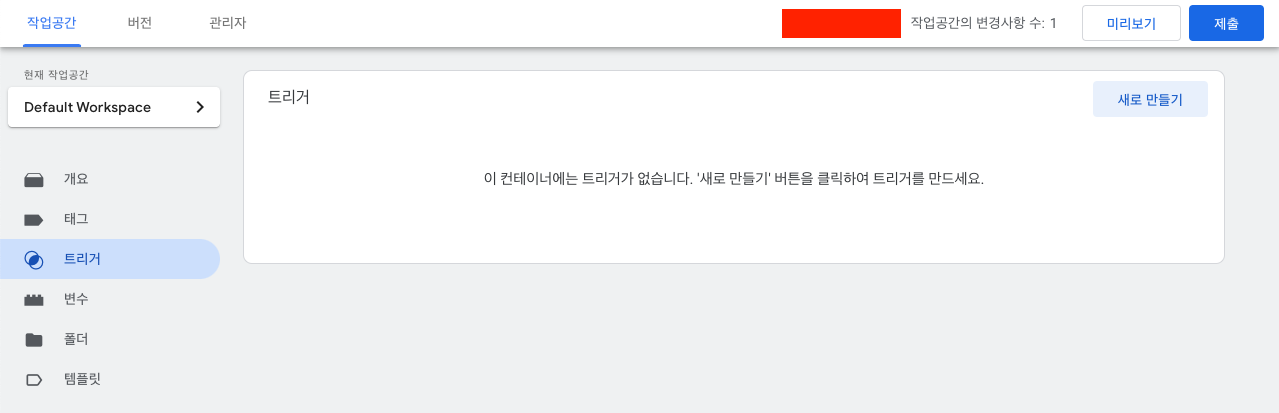 작업공간 버전 관리자 작업공간의 변경사항 수: 1 미리보기 제출
현재 작업공간
Default Workspace
트리거 새로 만들기
이 컨테이너에는 트리거가 없습니다. '새로 만들기' 버튼을 클릭하여 트리거를 만드세요.
개요
태그
트리거
변수
폴더
템플릿